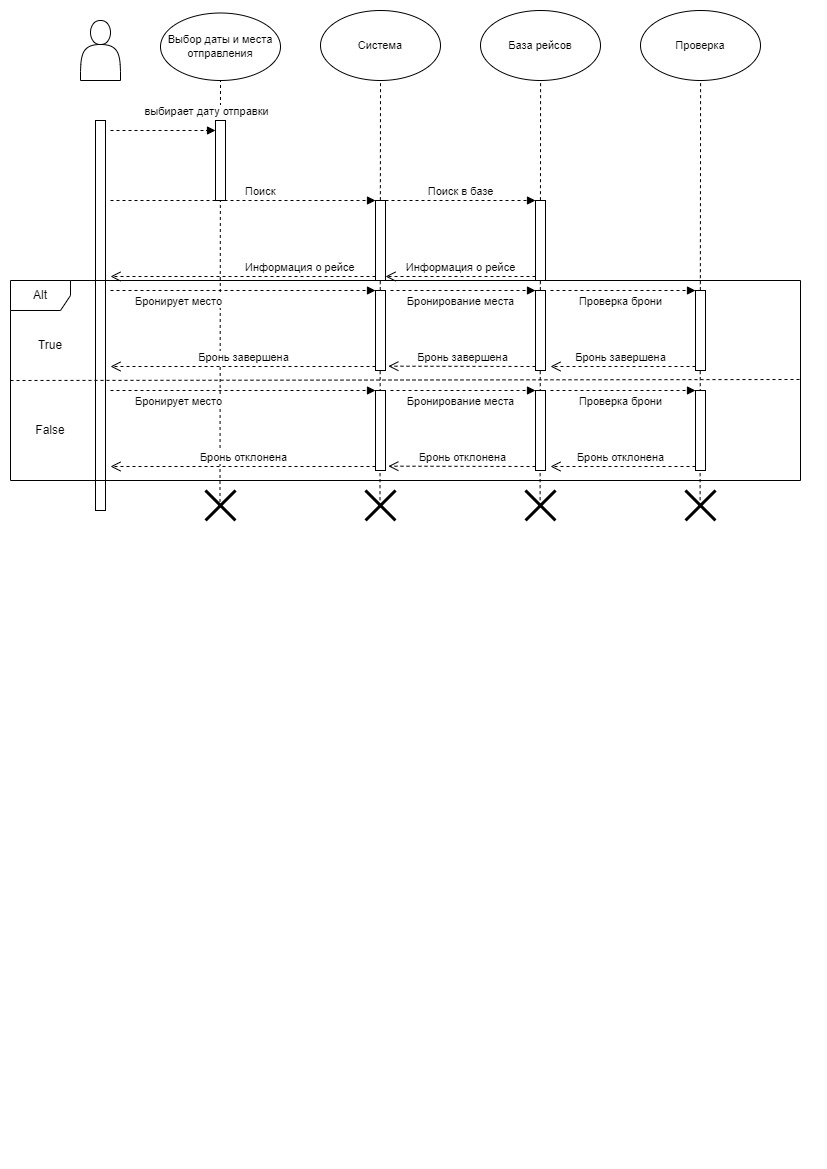 Выбор даты и места
отправления
Система
База рейсов
Проверка
выбирает дату отправки
Поиск
Поиск в базе
Информация о рейсе
Информация о рейсе
Alt
Бронирует место
Бронирование места
Проверка брони
True
Бронь завершена
Бронь завершена
Бронь завершена
Бронирует место
Бронирование места
Проверка брони
False
Бронь отклонена
Бронь отклонена
Бронь отклонена